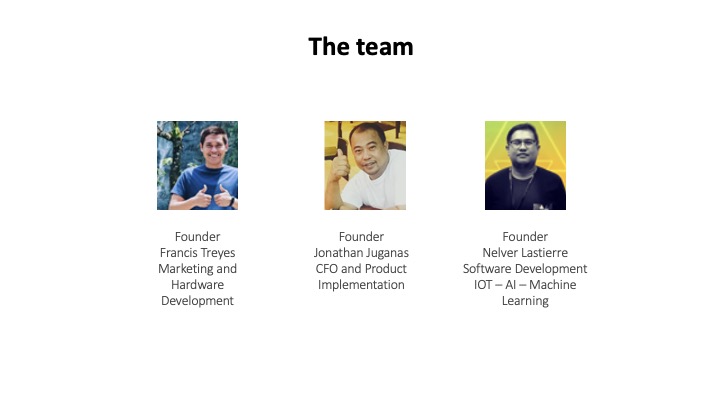 The team
Founder
Francis Treyes
Marketing and
Hardware
Development
Founder
Jonathan Juganas
CFO and Product
Implementation
Founder
Nelver Lastierre
Software Development
IOT – AI – Machine
Learning